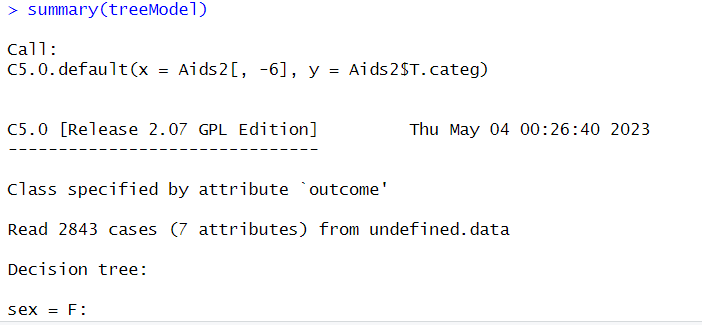 > summary(treeModel)
Call:
C5.0.default(x = Aids2[, -6], y = Aids2$T.categ)
C5.0 [Release 2.07 GPL Edition]         Thu May 04 00:26:40 2023
-------------------------------
Class specified by attribute `outcome'
Read 2843 cases (7 attributes) from undefined.data
Decision tree:
sex = F: